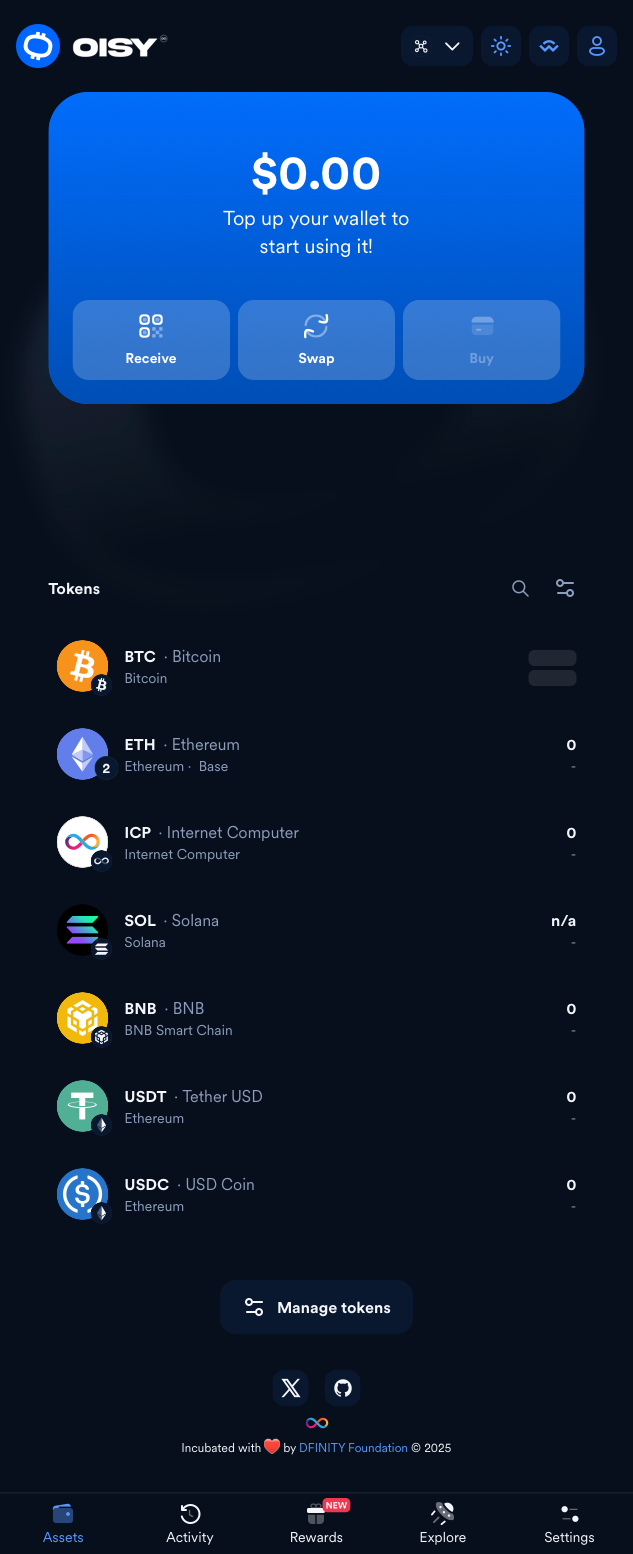 OISY
$0.00
Top up your wallet to
start using it!
Receive
Swap
Buy
Tokens
BTC · Bitcoin
Bitcoin
ETH · Ethereum
0
2
Ethereum · Base
-
ICP · Internet Computer
0
Internet Computer
-
SOL · Solana
n/a
Solana
-
BNB · BNB
0
BNB Smart Chain
-
USDT · Tether USD
0
Ethereum
-
USDC · USD Coin
0
Ethereum
-
Manage tokens
Incubated with ❤️ by DFINITY Foundation © 2025
NEW
Assets
Activity
Rewards
Explore
Settings